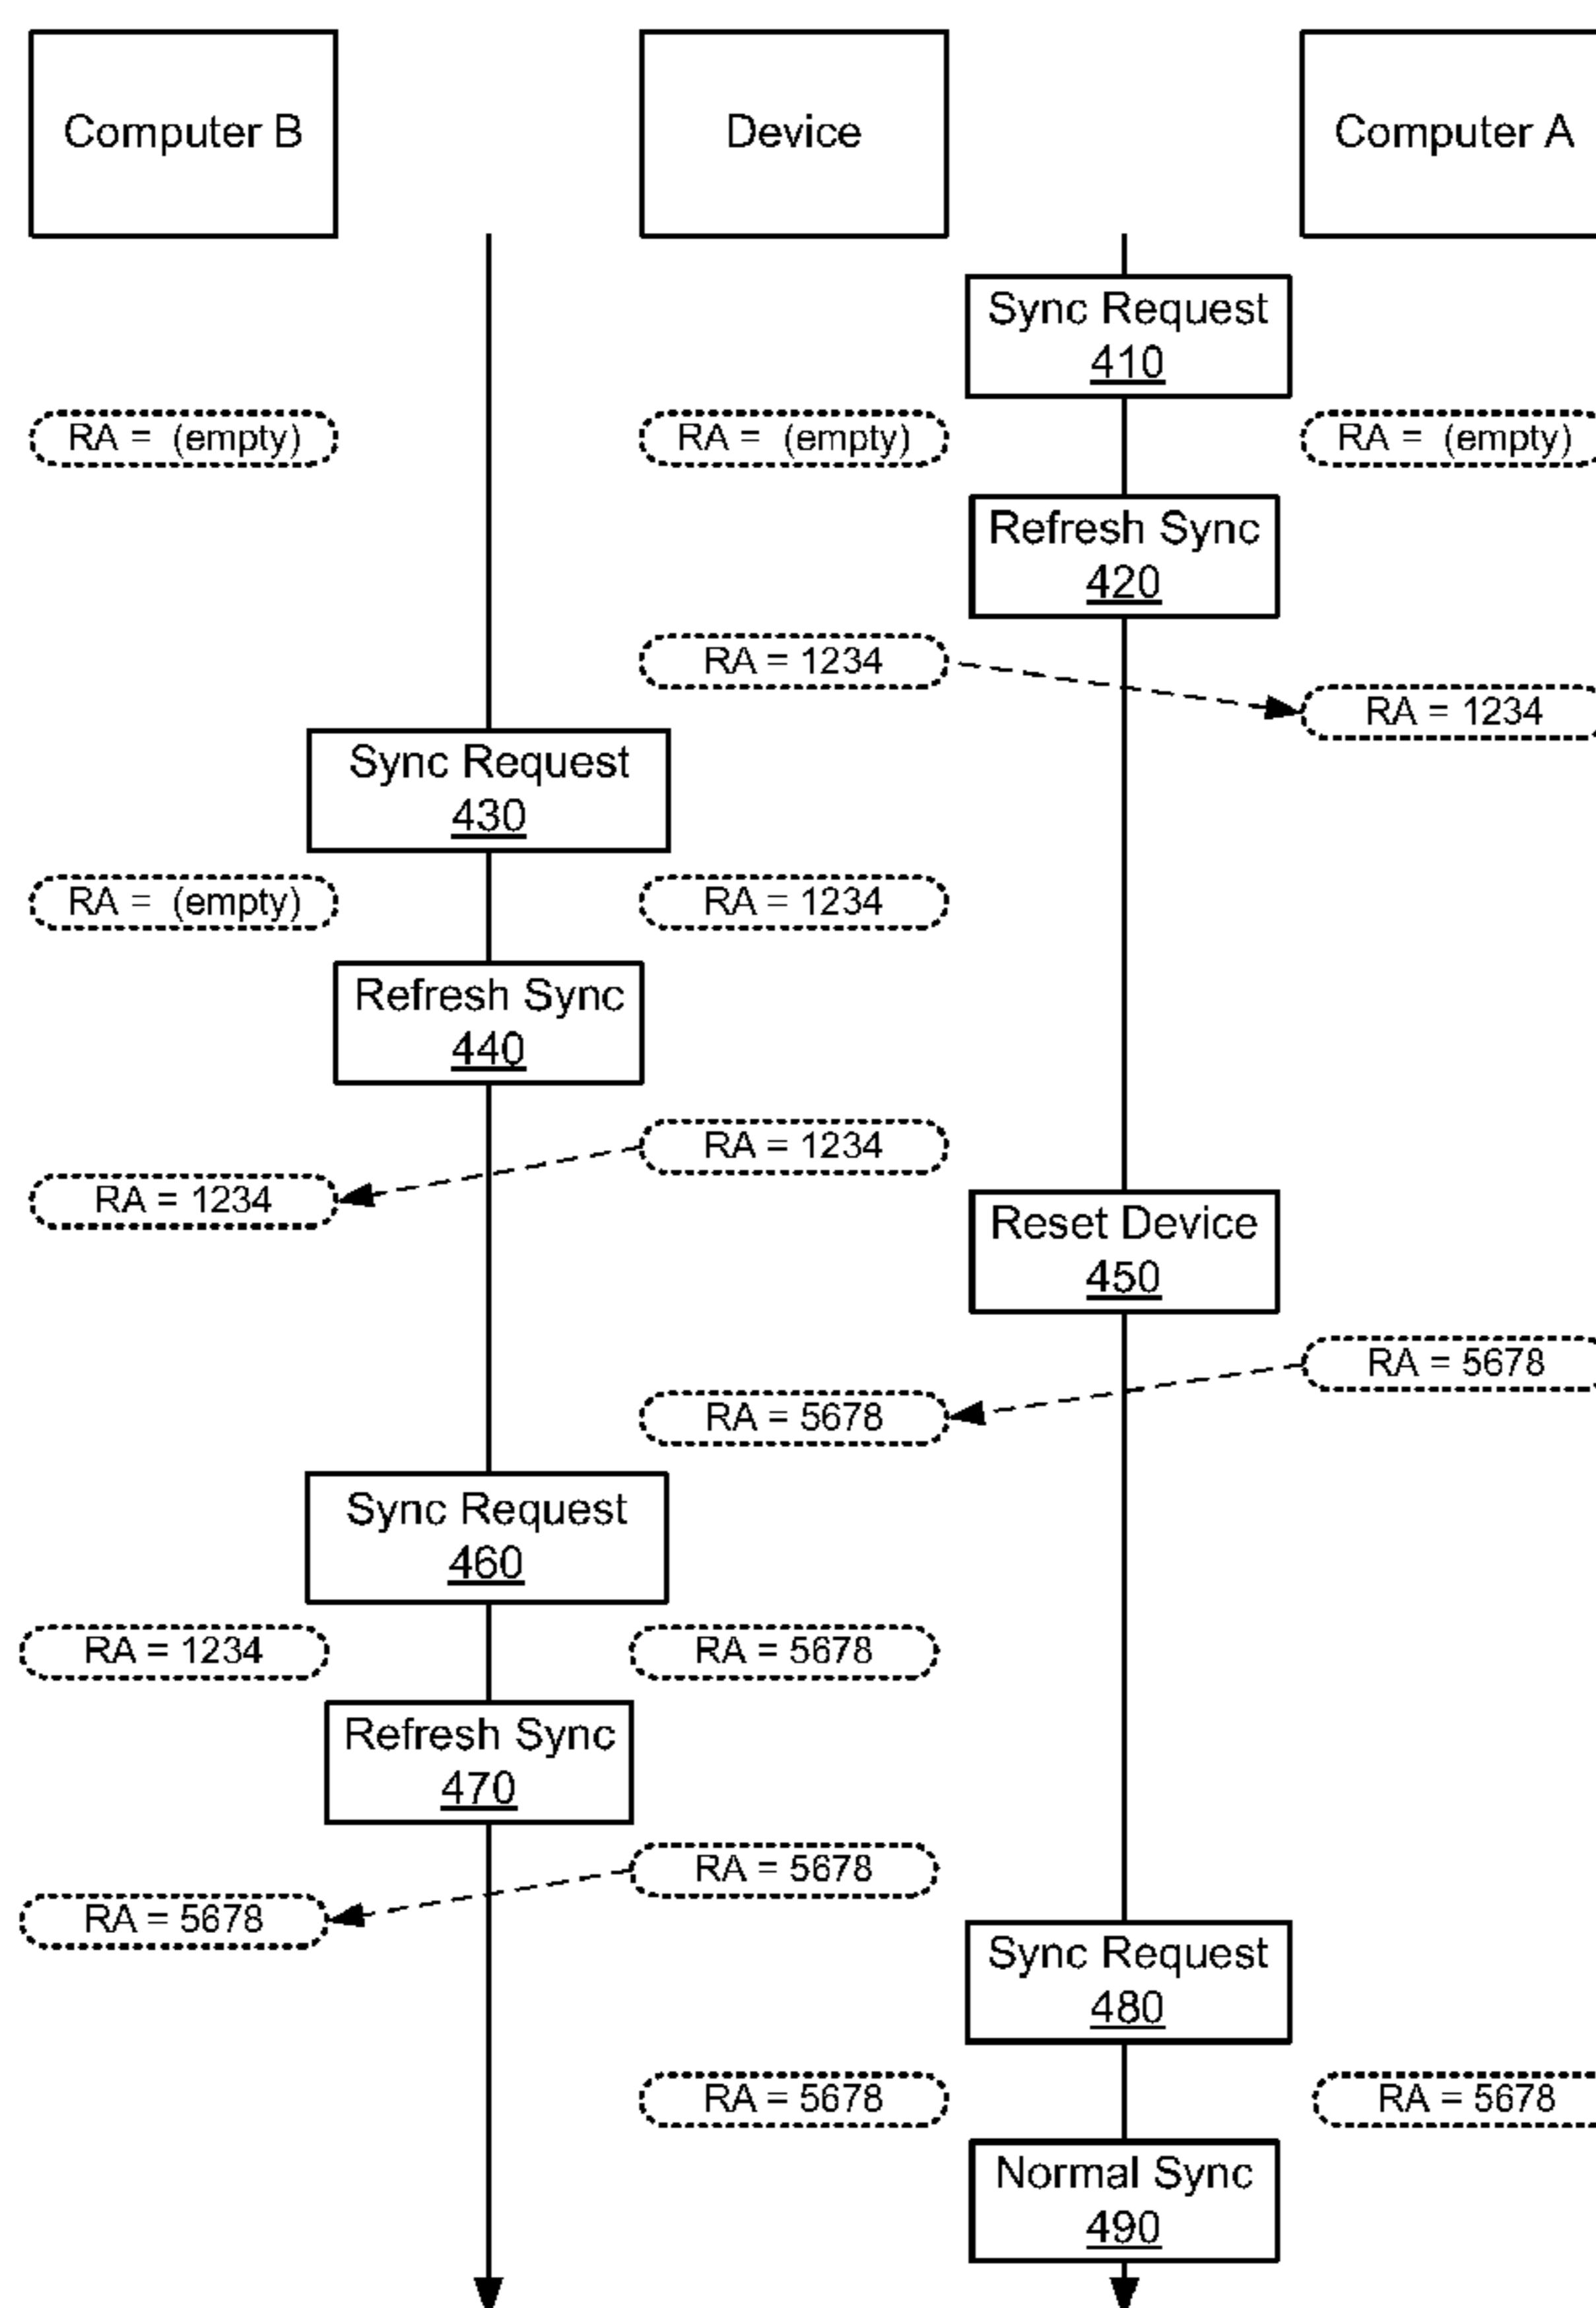 Computer B
Device
Computer A
Sync Request
410
RA = (empty)
RA = (empty)
RA = (empty)
Refresh Sync
420
RA = 1234
RA = 1234
Sync Request
430
RA = (empty)
RA = 1234
Refresh Sync
440
RA = 1234
RA = 1234
Reset Device
450
RA = 5678
RA = 5678
Sync Request
460
RA = 1234
RA = 5678
Refresh Sync
470
RA = 5678
RA = 5678
Sync Request
480
RA = 5678
RA = 5678
Normal Sync
490